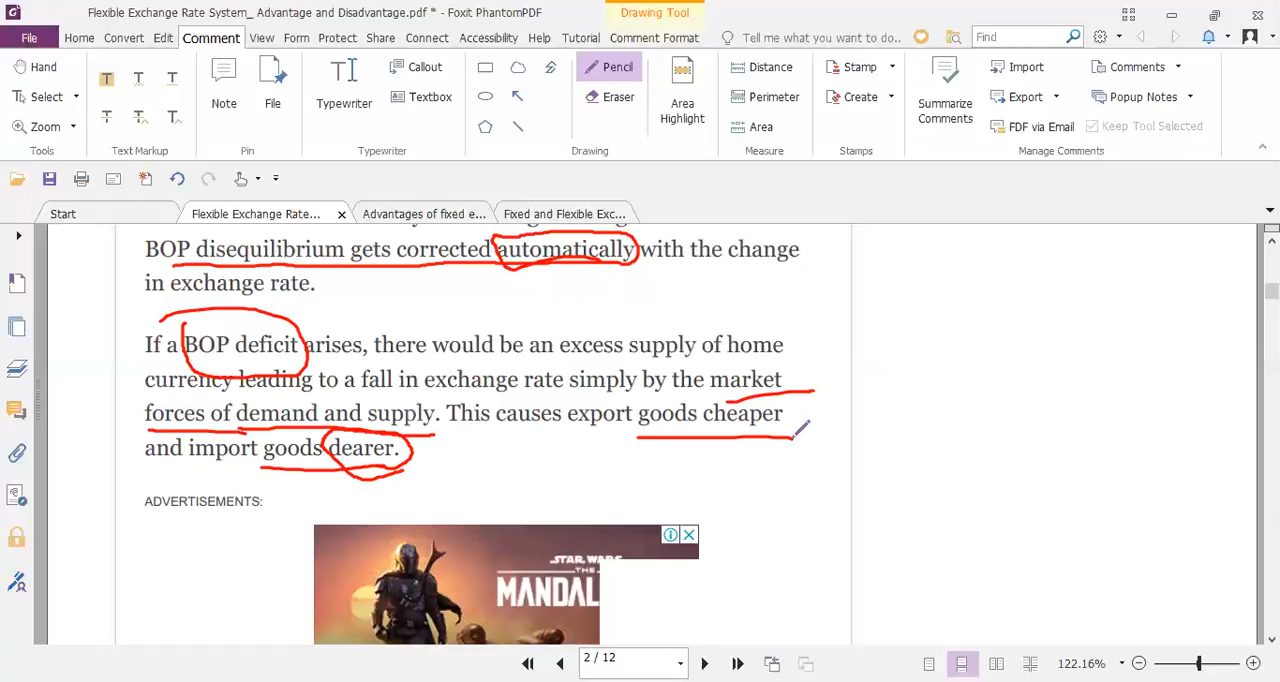 Flexible Exchange Rate System_ Advantage and Disadvantage.pdf * - Foxit PhantomPDF
Drawing Tool
File Home Convert Edit Comment View Form Protect Share Connect Accessibility Help Tutorial Comment Format Tell me what you want to do.. Find
Hand
Select
Zoom
Tools
Text Markup
Note
File
Pin
Typewriter
Callout
Textbox
Typewriter
Pencil
Eraser
Area Highlight
Drawing
Distance
Perimeter
Area
Measure
Stamp
Create
Stamps
Summarize Comments
Import
Export
FDF via Email
Comments
Popup Notes
Keep Tool Selected
Manage Comments
Start Flexible Exchange Rate... Advantages of fixed e... Fixed and Flexible Exc...
BOP disequilibrium gets corrected automatically with the change
in exchange rate.
If a BOP deficit arises, there would be an excess supply of home
currency leading to a fall in exchange rate simply by the market
forces of demand and supply. This causes export goods cheaper
and import goods dearer.
ADVERTISEMENTS:
STAR WARS
THE
MANDAL
2 / 12
122.16%